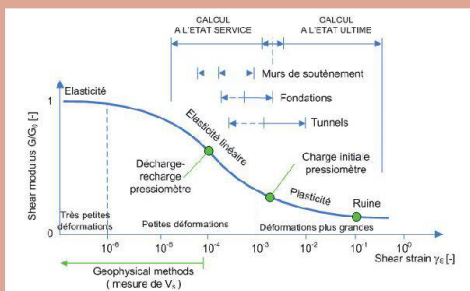 CALCUL
A L'ETAT SERVICE
CALCUL
A L'ETAT ULTIME
Elasticité
Murs de soutènement
Fondations
Tunnels
Elasticité linéaire
Décharge-
recharge
pressiomètre
Charge initiale
pressiomètre
Plasticité
Ruine
Très petites
déformations
Petites déformations
Déformations plus grandes
Shear modulus G/G₀ [-]
1
0
10⁻⁶
10⁻⁵
10⁻⁴
10⁻³
10⁻²
10⁻¹
10⁰
Shear strain γε [-]
Geophysical methods
( mesure de Vₛ )